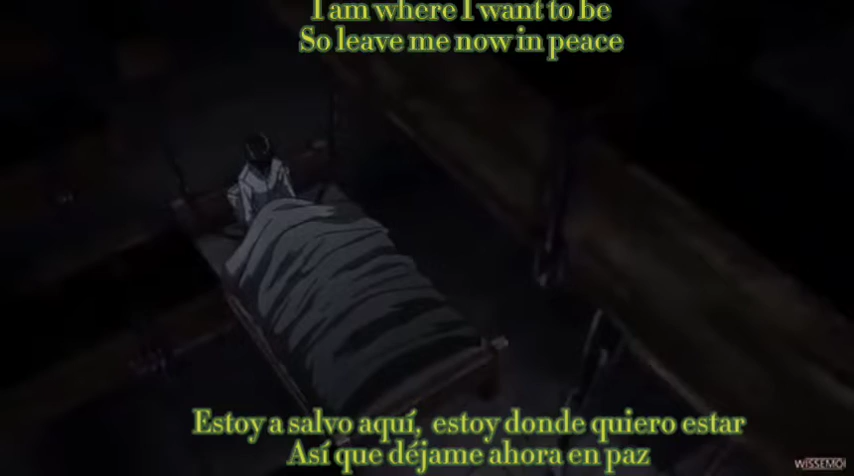 I am where I want to be
So leave me now in peace
Estoy a salvo aquí, estoy donde quiero estar
Así que déjame ahora en paz
WISSEMOI